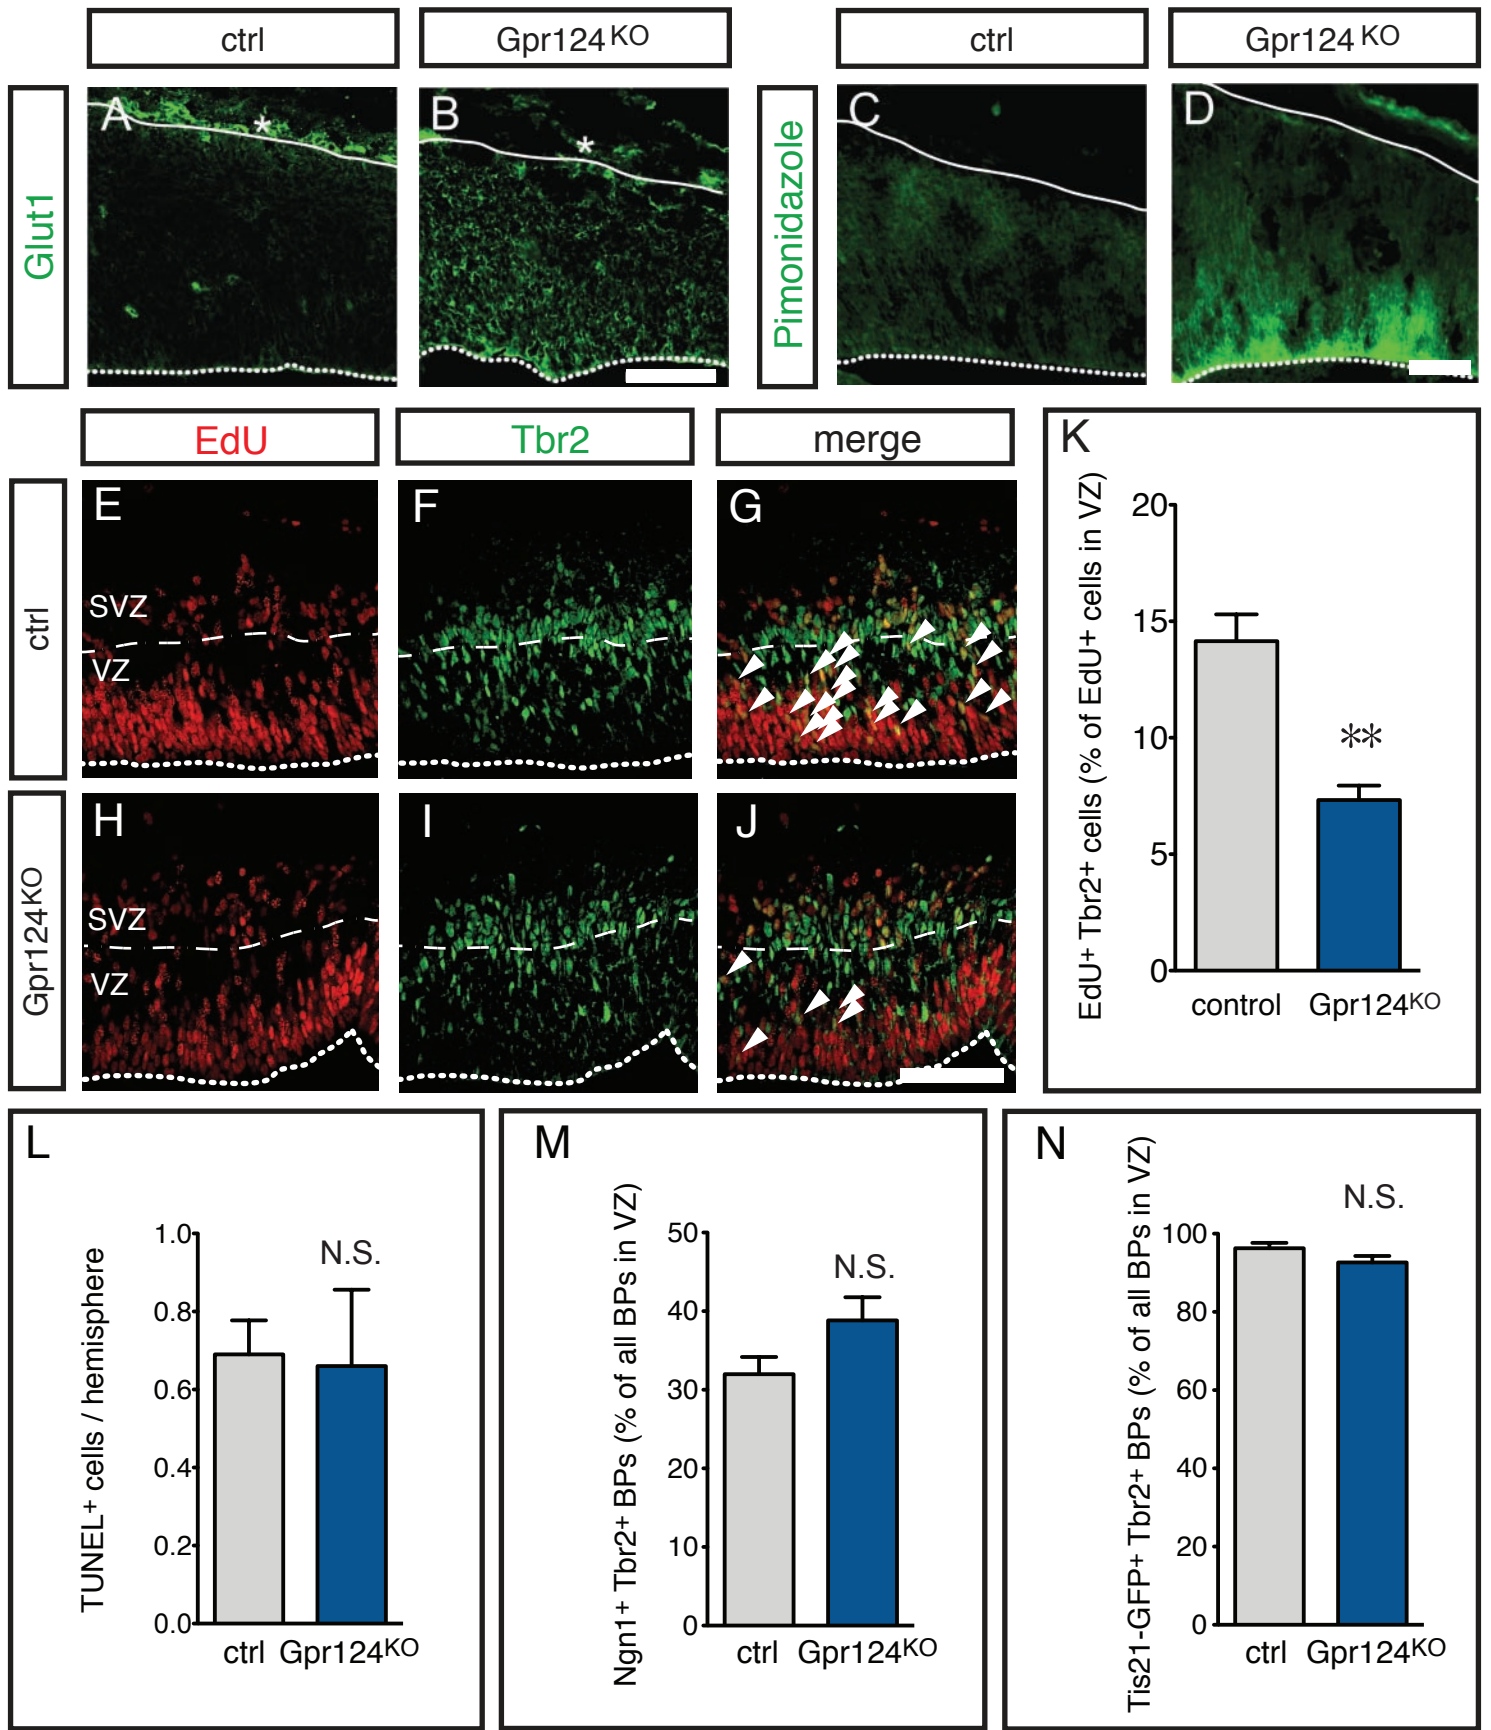 ctrl
Gpr124KO
ctrl
Gpr124KO
Glut1
A
*
B
*
Pimonidazole
C
D
EdU
Tbr2
merge
ctrl
E
SVZ
VZ
F
G
Gpr124KO
H
SVZ
VZ
I
J
K
EdU+ Tbr2+ cells (% of EdU+ cells in VZ)
20
15
10
5
0
**
control
Gpr124KO
L
TUNEL+ cells / hemisphere
1.0
0.8
0.6
0.4
0.2
0.0
N.S.
ctrl
Gpr124KO
M
Ngn1+ Tbr2+ BPs (% of all BPs in VZ)
50
40
30
20
10
0
N.S.
ctrl
Gpr124KO
N
Tis21-GFP+ Tbr2+ BPs (% of all BPs in VZ)
100
80
60
40
20
0
N.S.
ctrl
Gpr124KO